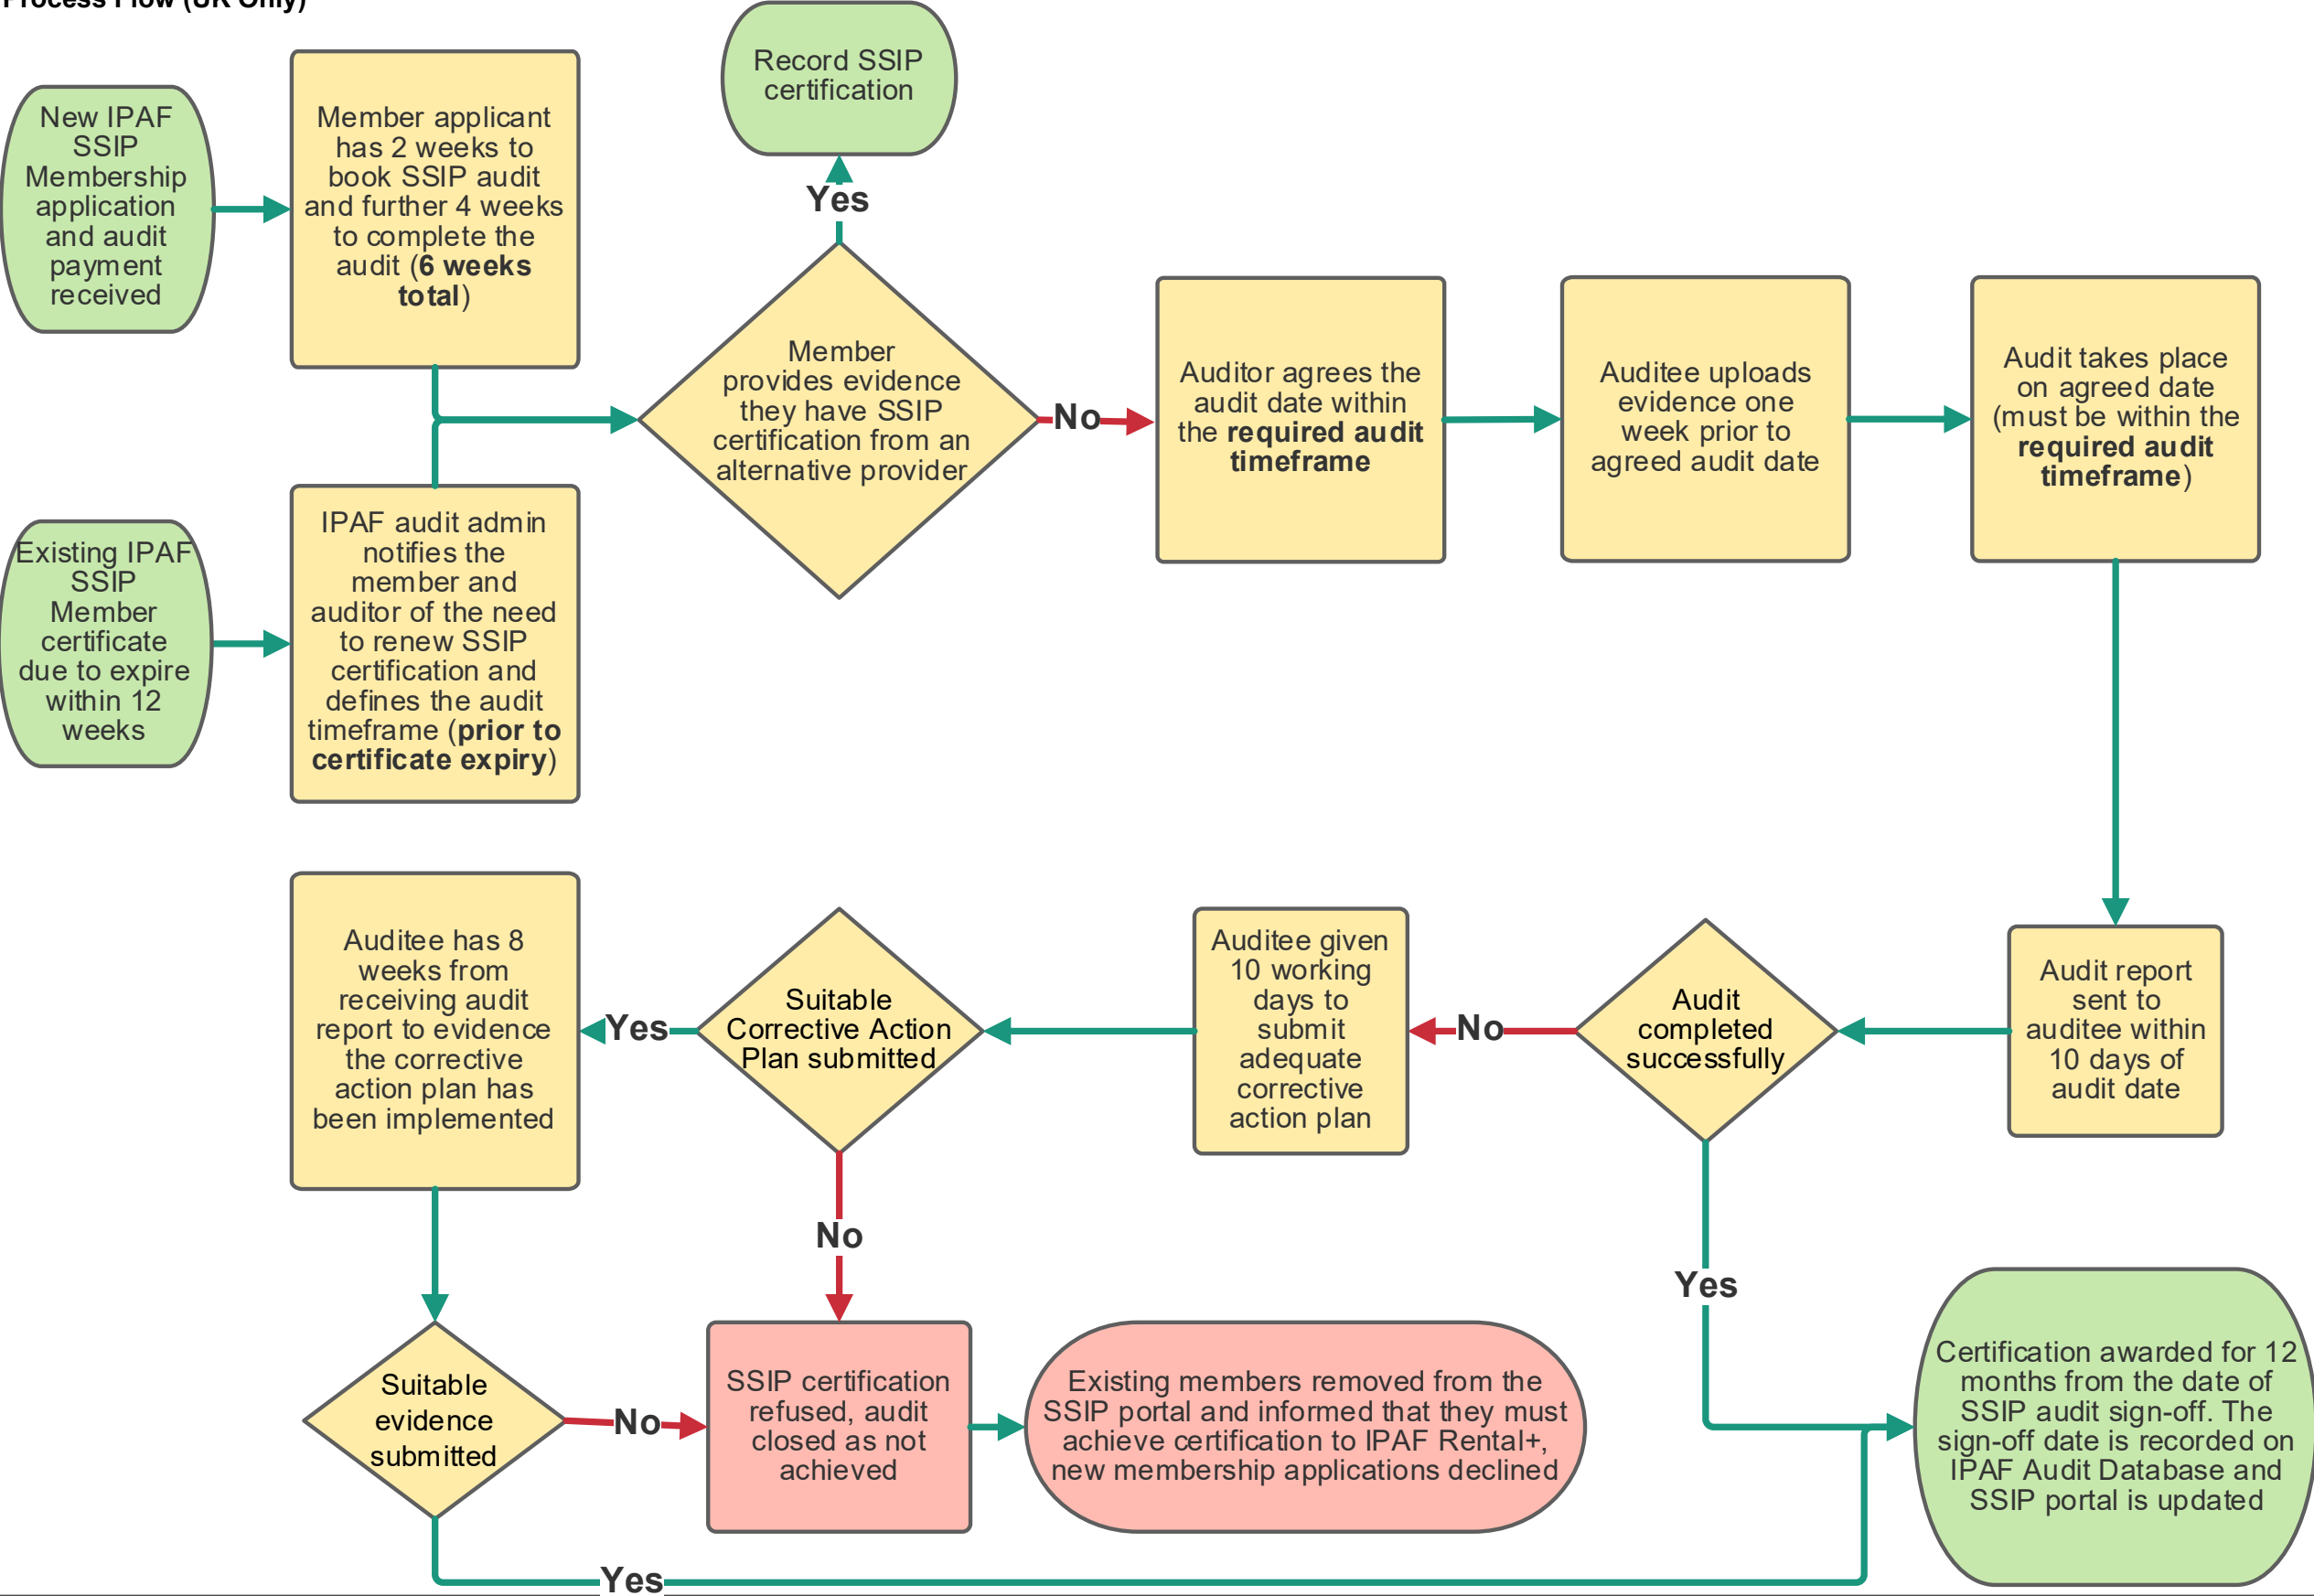 Process Flow (UK Only)
New IPAF
SSIP
Membership
application
and audit
payment
received
Member applicant
has 2 weeks to
book SSIP audit
and further 4 weeks
to complete the
audit (6 weeks
total)
Record SSIP
certification
Yes
Member
provides evidence
they have SSIP
certification from an
alternative provider
No
Auditor agrees the
audit date within
the required audit
timeframe
Auditee uploads
evidence one
week prior to
agreed audit date
Audit takes place
on agreed date
(must be within the
required audit
timeframe)
Existing IPAF
SSIP
Member
certificate
due to expire
within 12
weeks
IPAF audit admin
notifies the
member and
auditor of the need
to renew SSIP
certification and
defines the audit
timeframe (prior to
certificate expiry)
Audit report
sent to
auditee within
10 days of
audit date
Audit
completed
successfully
No
Auditee given
10 working
days to
submit
adequate
corrective
action plan
Suitable
Corrective Action
Plan submitted
Yes
Auditee has 8
weeks from
receiving audit
report to evidence
the corrective
action plan has
been implemented
No
Yes
Suitable
evidence
submitted
No
SSIP certification
refused, audit
closed as not
achieved
Existing members removed from the
SSIP portal and informed that they must
achieve certification to IPAF Rental+,
new membership applications declined
Certification awarded for 12
months from the date of
SSIP audit sign-off. The
sign-off date is recorded on
IPAF Audit Database and
SSIP portal is updated
Yes